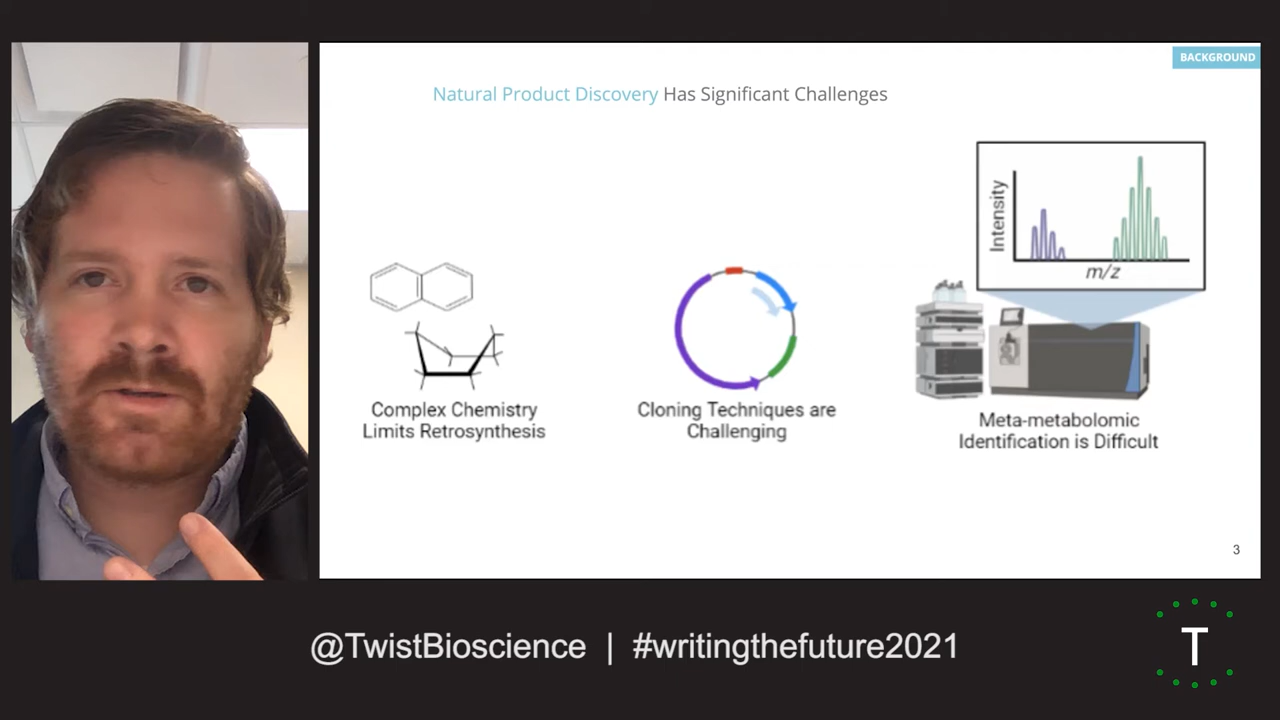 BACKGROUND
Natural Product Discovery Has Significant Challenges
Intensity
m/z
Complex Chemistry
Limits Retrosynthesis
Cloning Techniques are
Challenging
Meta-metabolomic
Identification is Difficult
3
@TwistBioscience | #writingthefuture2021
T